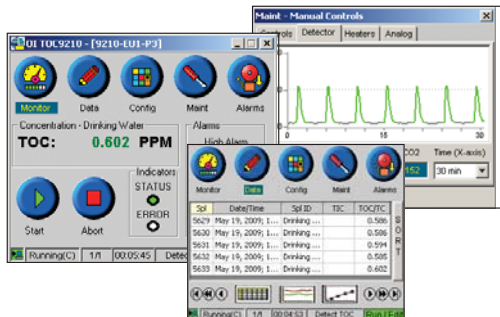 OI TOC9210 - [9210-EU1-P3]
Monitor Data Config Maint Alarms
Concentration - Drinking Water
TOC: 0.602 PPM
Alarms
High Alarm
Indicators
STATUS
ERROR
Start Abort
Running(C) 1/1 00:05:45
Maint - Manual Controls
Controls Detector Heaters Analog
0 15 30
CO2 Time (X-axis)
152 30 min
Monitor Data Config Maint Alarms
Spl Date/Time Spl ID TIC TOC/TC
5629 May 19, 2009; 1... Drinking ... 0.586
5630 May 19, 2009; 1... Drinking ... 0.586
5631 May 19, 2009; 1... Drinking ... 0.594
5632 May 19, 2009; 1... Drinking ... 0.585
5633 May 19, 2009; 1... Drinking ... 0.602
SORT
Running(C) 1/1 00:04:53 Detect TOC Run | Edit